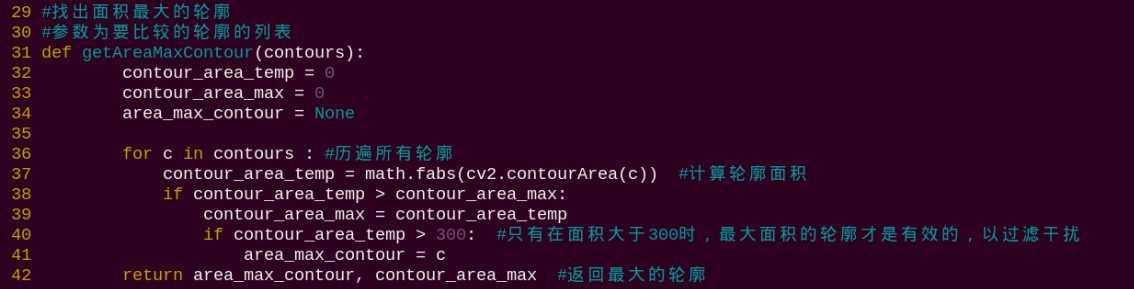 29 #找出面积最大的轮廓
30 #参数为要比较的轮廓的列表
31 def getAreaMaxContour(contours):
32         contour_area_temp = 0
33         contour_area_max = 0
34         area_max_contour = None
35
36         for c in contours : #历遍所有轮廓
37             contour_area_temp = math.fabs(cv2.contourArea(c))  #计算轮廓面积
38             if contour_area_temp > contour_area_max:
39                 contour_area_max = contour_area_temp
40                 if contour_area_temp > 300:  #只有在面积大于300时，最大面积的轮廓才是有效的，以过滤干扰
41                     area_max_contour = c
42         return area_max_contour, contour_area_max  #返回最大的轮廓